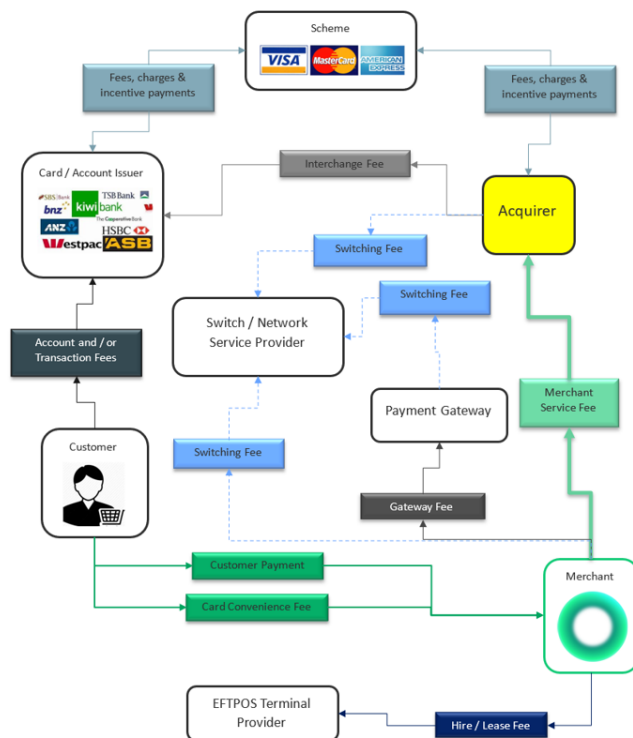 Scheme
VISA
MasterCard
AMERICAN
EXPRESS
Fees, charges &
incentive payments
Fees, charges &
incentive payments
Card / Account Issuer
SBS Bank
TSB Bank
bnz
kiwi bank
The Cooperative Bank
ANZ
HSBC
Westpac
ASB
Interchange Fee
Acquirer
Switching Fee
Switching Fee
Switch / Network
Service Provider
Account and / or
Transaction Fees
Merchant
Service Fee
Payment Gateway
Customer
Switching Fee
Gateway Fee
Customer Payment
Merchant
Card Convenience Fee
EFTPOS Terminal
Provider
Hire / Lease Fee